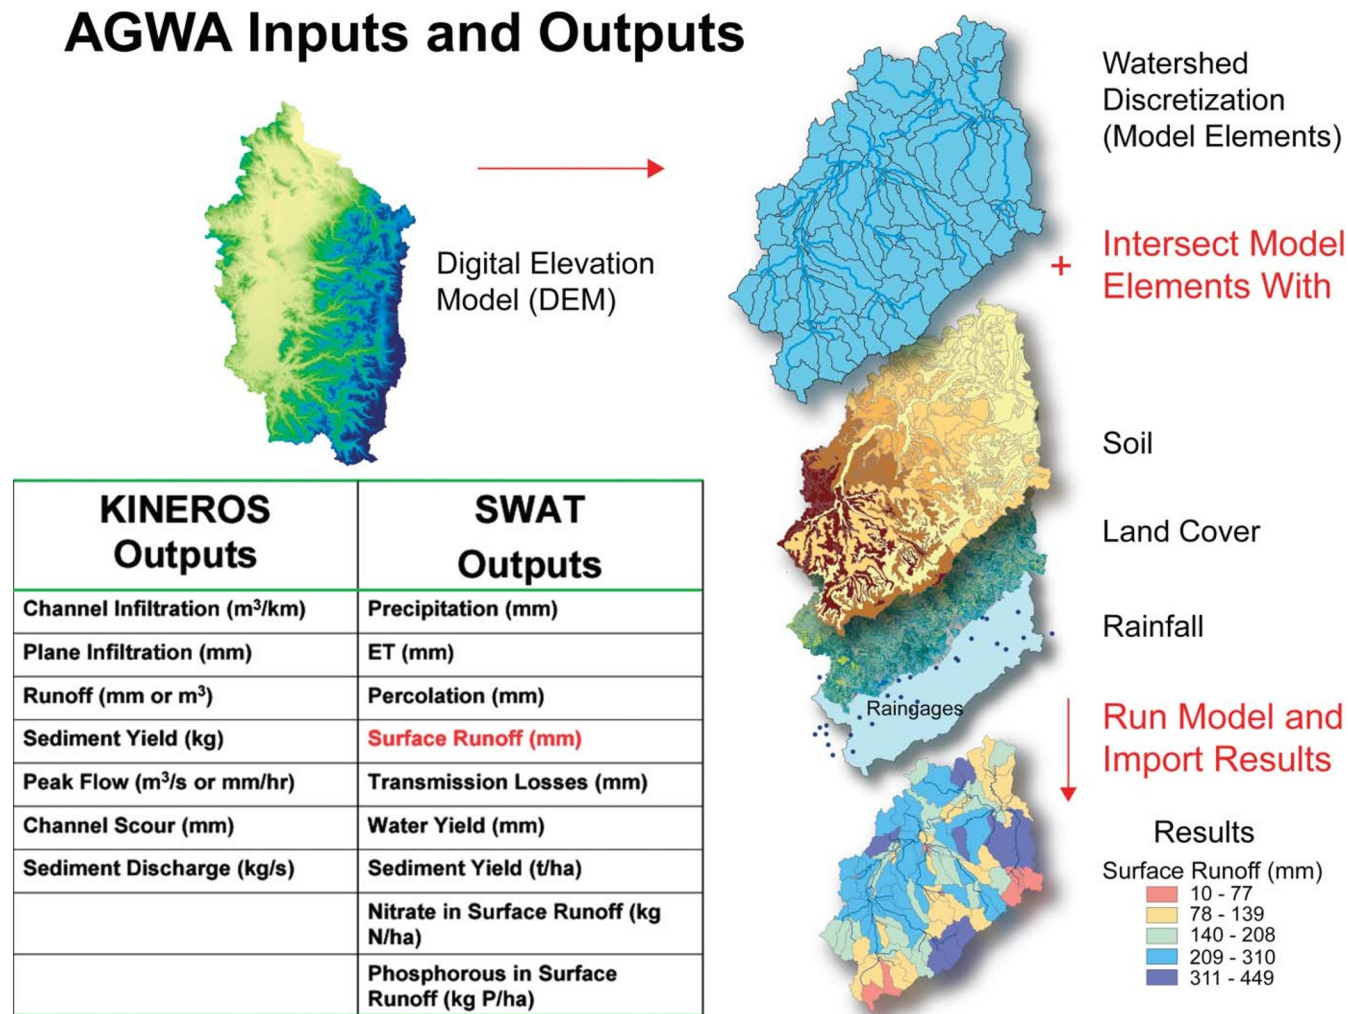 AGWA Inputs and Outputs
Digital Elevation
Model (DEM)
Watershed
Discretization
(Model Elements)
+
Intersect Model
Elements With
Soil
Land Cover
Rainfall
Raingages
Run Model and
Import Results
Results
Surface Runoff (mm)
10 - 77
78 - 139
140 - 208
209 - 310
311 - 449
KINEROS
Outputs
SWAT
Outputs
Channel Infiltration (m³/km)
Precipitation (mm)
Plane Infiltration (mm)
ET (mm)
Runoff (mm or m³)
Percolation (mm)
Sediment Yield (kg)
Surface Runoff (mm)
Peak Flow (m³/s or mm/hr)
Transmission Losses (mm)
Channel Scour (mm)
Water Yield (mm)
Sediment Discharge (kg/s)
Sediment Yield (t/ha)
Nitrate in Surface Runoff (kg
N/ha)
Phosphorous in Surface
Runoff (kg P/ha)